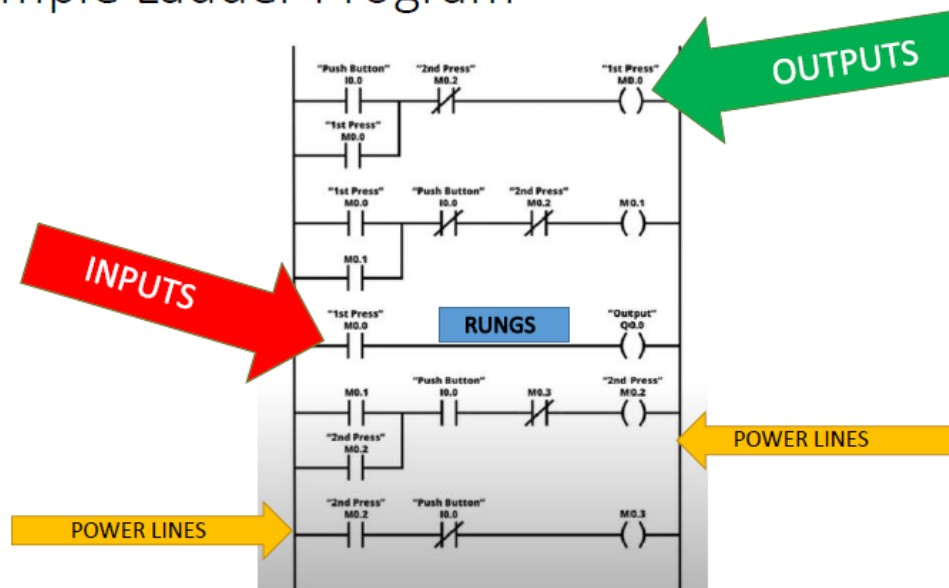 OUTPUTS
"Push Button" "2nd Press" "1st Press"
I0.0 M0.2 M0.0
"1st Press"
M0.0
"1st Press" "Push Button" "2nd Press"
M0.0 I0.0 M0.2 M0.1
M0.1
INPUTS
"1st Press" "Output"
M0.0 RUNGS Q0.0
"Push Button" "2nd Press"
M0.1 I0.0 M0.3 M0.2
"2nd Press"
M0.2
POWER LINES
"2nd Press" "Push Button"
M0.2 I0.0 M0.3
POWER LINES